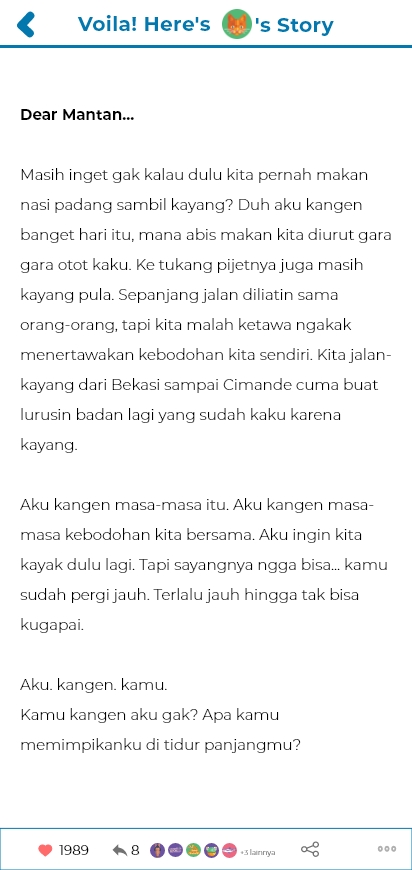 Voila! Here's 's Story
Dear Mantan...
Masih inget gak kalau dulu kita pernah makan
nasi padang sambil kayang? Duh aku kangen
banget hari itu, mana abis makan kita diurut gara
gara otot kaku. Ke tukang pijetnya juga masih
kayang pula. Sepanjang jalan diliatin sama
orang-orang, tapi kita malah ketawa ngakak
menertawakan kebodohan kita sendiri. Kita jalan-
kayang dari Bekasi sampai Cimande cuma buat
lurusin badan lagi yang sudah kaku karena
kayang.
Aku kangen masa-masa itu. Aku kangen masa-
masa kebodohan kita bersama. Aku ingin kita
kayak dulu lagi. Tapi sayangnya ngga bisa... kamu
sudah pergi jauh. Terlalu jauh hingga tak bisa
kugapai.
Aku. kangen. kamu.
Kamu kangen aku gak? Apa kamu
memimpikanku di tidur panjangmu?
1989 8 +3 lainnya